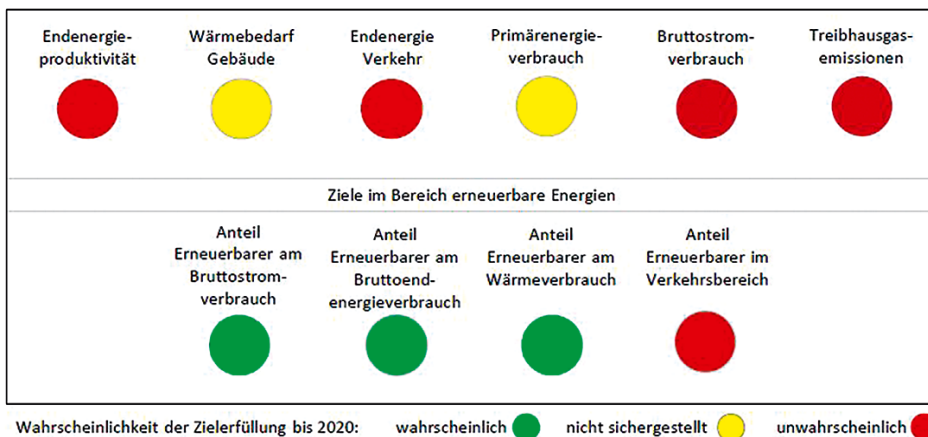 Endenergie-
produktivität
Wärmebedarf
Gebäude
Endenergie
Verkehr
Primärenergie-
verbrauch
Bruttostrom-
verbrauch
Treibhausgas-
emissionen
Ziele im Bereich erneuerbare Energien
Anteil
Erneuerbarer am
Bruttostrom-
verbrauch
Anteil
Erneuerbarer am
Bruttoend-
energieverbrauch
Anteil
Erneuerbarer am
Wärmeverbrauch
Anteil
Erneuerbarer im
Verkehrsbereich
Wahrscheinlichkeit der Zielerfüllung bis 2020: wahrscheinlich nicht sichergestellt unwahrscheinlich